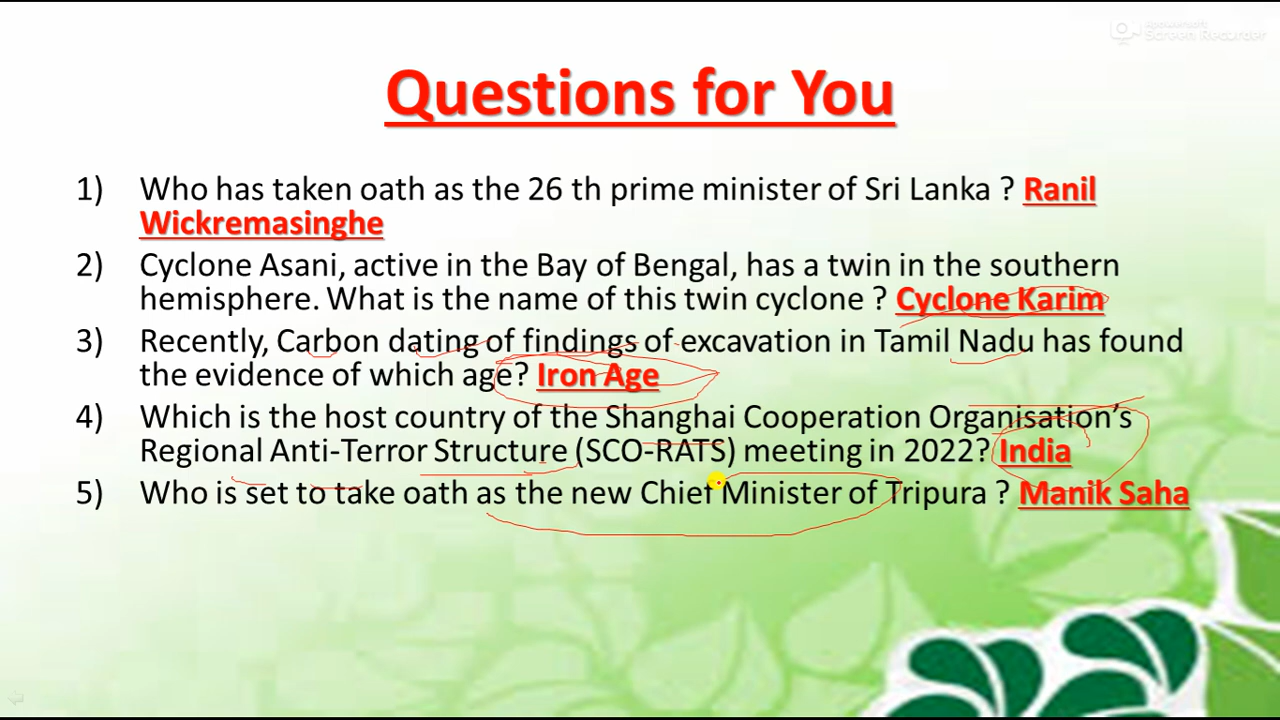 Apowersoft
Screen Recorder
Questions for You
1) Who has taken oath as the 26 th prime minister of Sri Lanka ? Ranil
Wickremasinghe
2) Cyclone Asani, active in the Bay of Bengal, has a twin in the southern
hemisphere. What is the name of this twin cyclone ? Cyclone Karim
3) Recently, Carbon dating of findings of excavation in Tamil Nadu has found
the evidence of which age? Iron Age
4) Which is the host country of the Shanghai Cooperation Organisation's
Regional Anti-Terror Structure (SCO-RATS) meeting in 2022? India
5) Who is set to take oath as the new Chief Minister of Tripura ? Manik Saha